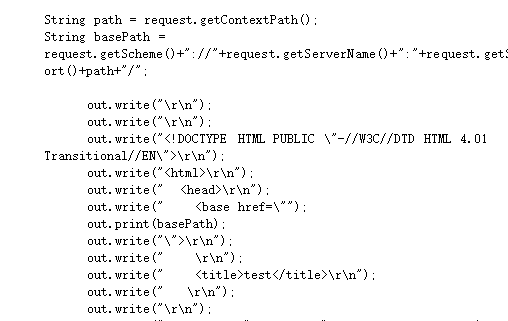 String path = request.getContextPath();
String basePath =
request.getScheme()+"://"+request.getServerName()+":"+request.getS
ort()+path+"/";
out.write("\r\n");
out.write("\r\n");
out.write("<!DOCTYPE HTML PUBLIC \"-//W3C//DTD HTML 4.01
Transitional//EN\">\r\n");
out.write("<html>\r\n");
out.write("  <head>\r\n");
out.write("    <base href=\"");
out.print(basePath);
out.write("\">\r\n");
out.write("    \r\n");
out.write("    <title>test</title>\r\n");
out.write("   \r\n");
out.write("\r\n");